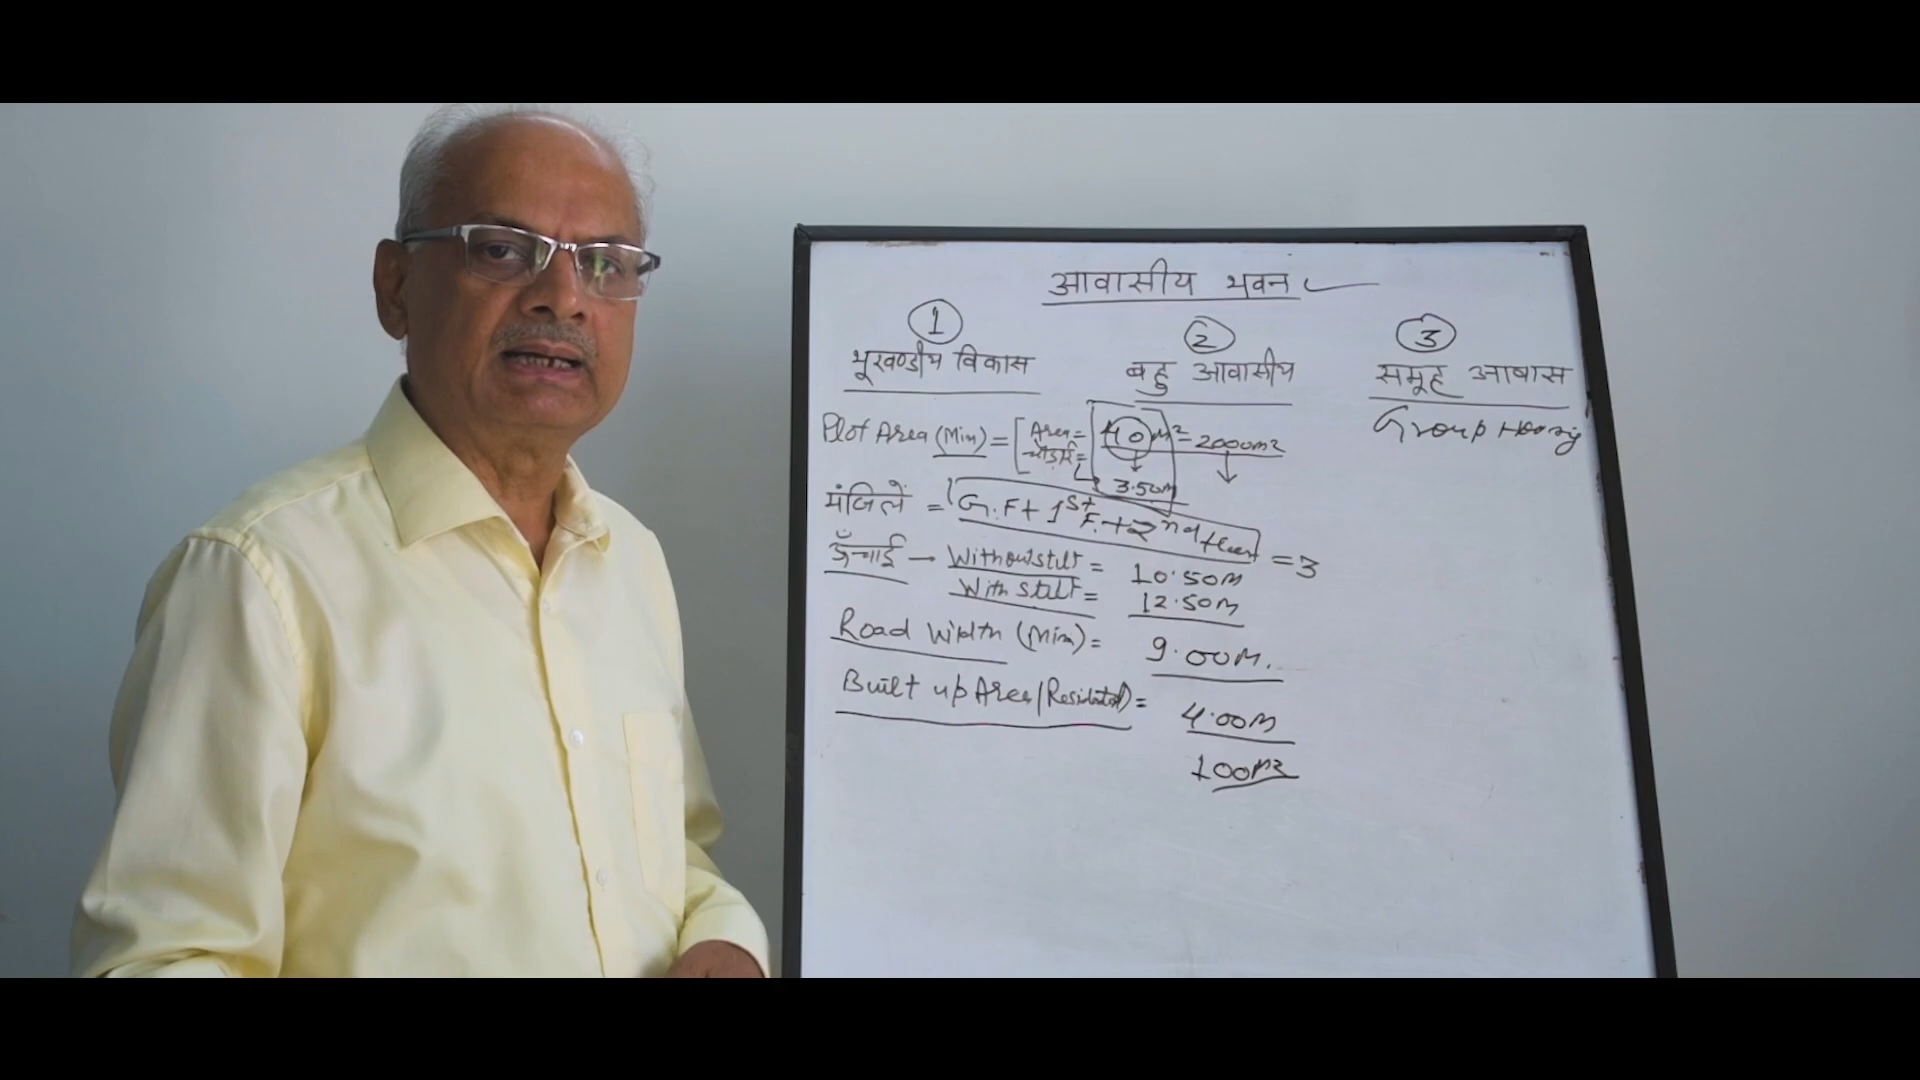 आवासीय भवन
1 2 3
भूखण्डीय विकास बहु आवासीय समूह आवास
Group Housing
Plot Area (Min) = [Area = 40 M² = 2000m²
चौड़ाई = 3.50M
मंजिलें = G.F + 1st F. + 2nd floor = 3
ऊँचाई – Without stilt = 10.50M
With stilt = 12.50M
Road Width (Min) = 9.00M.
Built up Area/Residential) = 4.00M
100M2